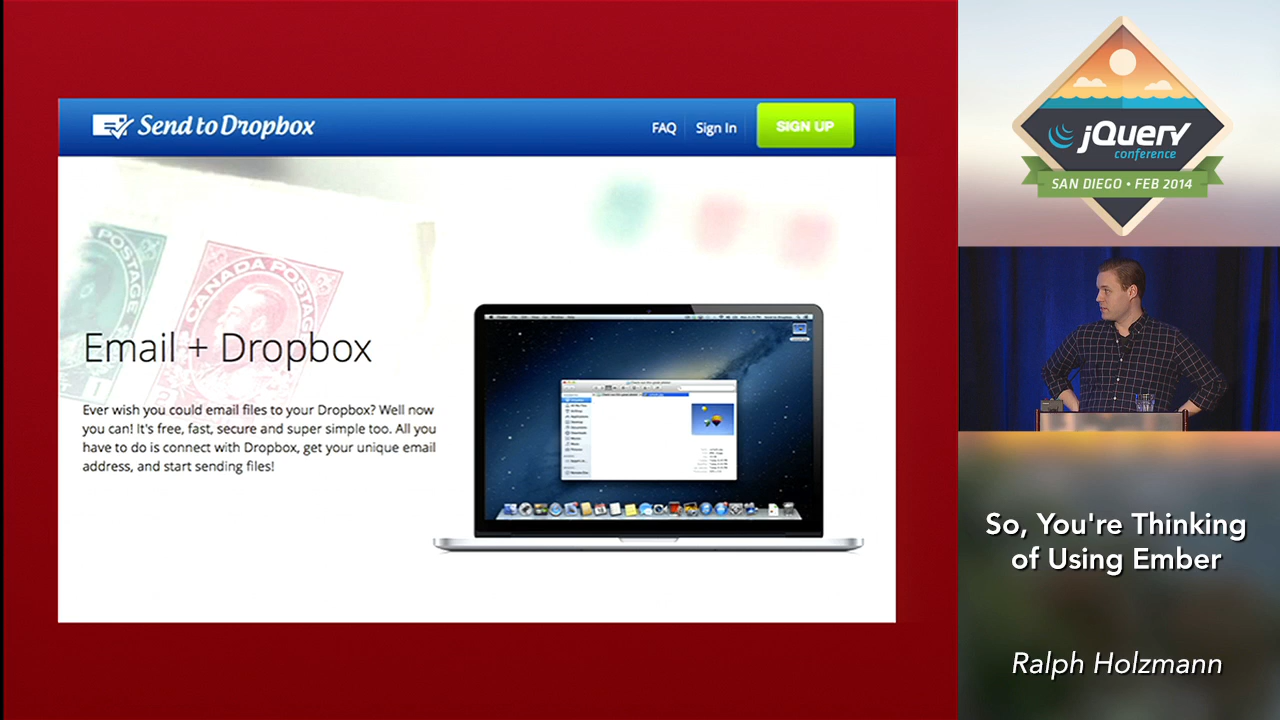 Send to Dropbox
FAQ
Sign In
SIGN UP
POSTAGE
CANADA POSTAGE
Email + Dropbox
Ever wish you could email files to your Dropbox? Well now
you can! It's free, fast, secure and super simple too. All you
have to do is connect with Dropbox, get your unique email
address, and start sending files!
jQuery
conference
SAN DIEGO • FEB 2014
So, You're Thinking
of Using Ember
Ralph Holzmann